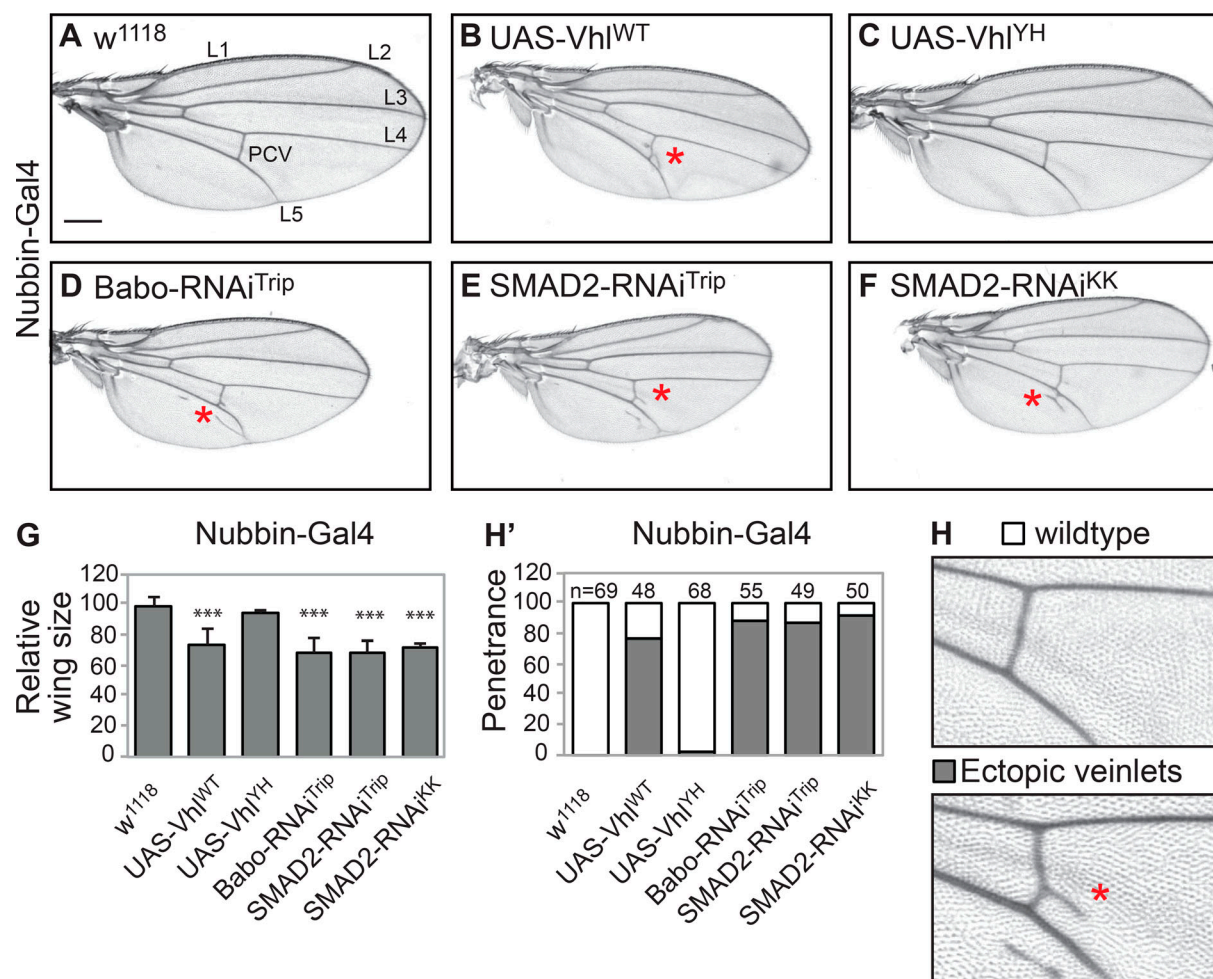 Nubbin-Gal4
A w1118
L1
L2
L3
L4
PCV
L5
B UAS-VhlWT
*
C UAS-VhlYH
D Babo-RNAiTrip
*
E SMAD2-RNAiTrip
*
F SMAD2-RNAiKK
*
G Nubbin-Gal4
Relative
wing size
120
100
80
60
40
20
0
*** *** *** ***
w1118
UAS-VhlWT
UAS-VhlYH
Babo-RNAiTrip
SMAD2-RNAiTrip
SMAD2-RNAiKK
H' Nubbin-Gal4
Penetrance
120
100
80
60
40
20
0
n=69 48 68 55 49 50
w1118
UAS-VhlWT
UAS-VhlYH
Babo-RNAiTrip
SMAD2-RNAiTrip
SMAD2-RNAiKK
H wildtype
Ectopic veinlets
*